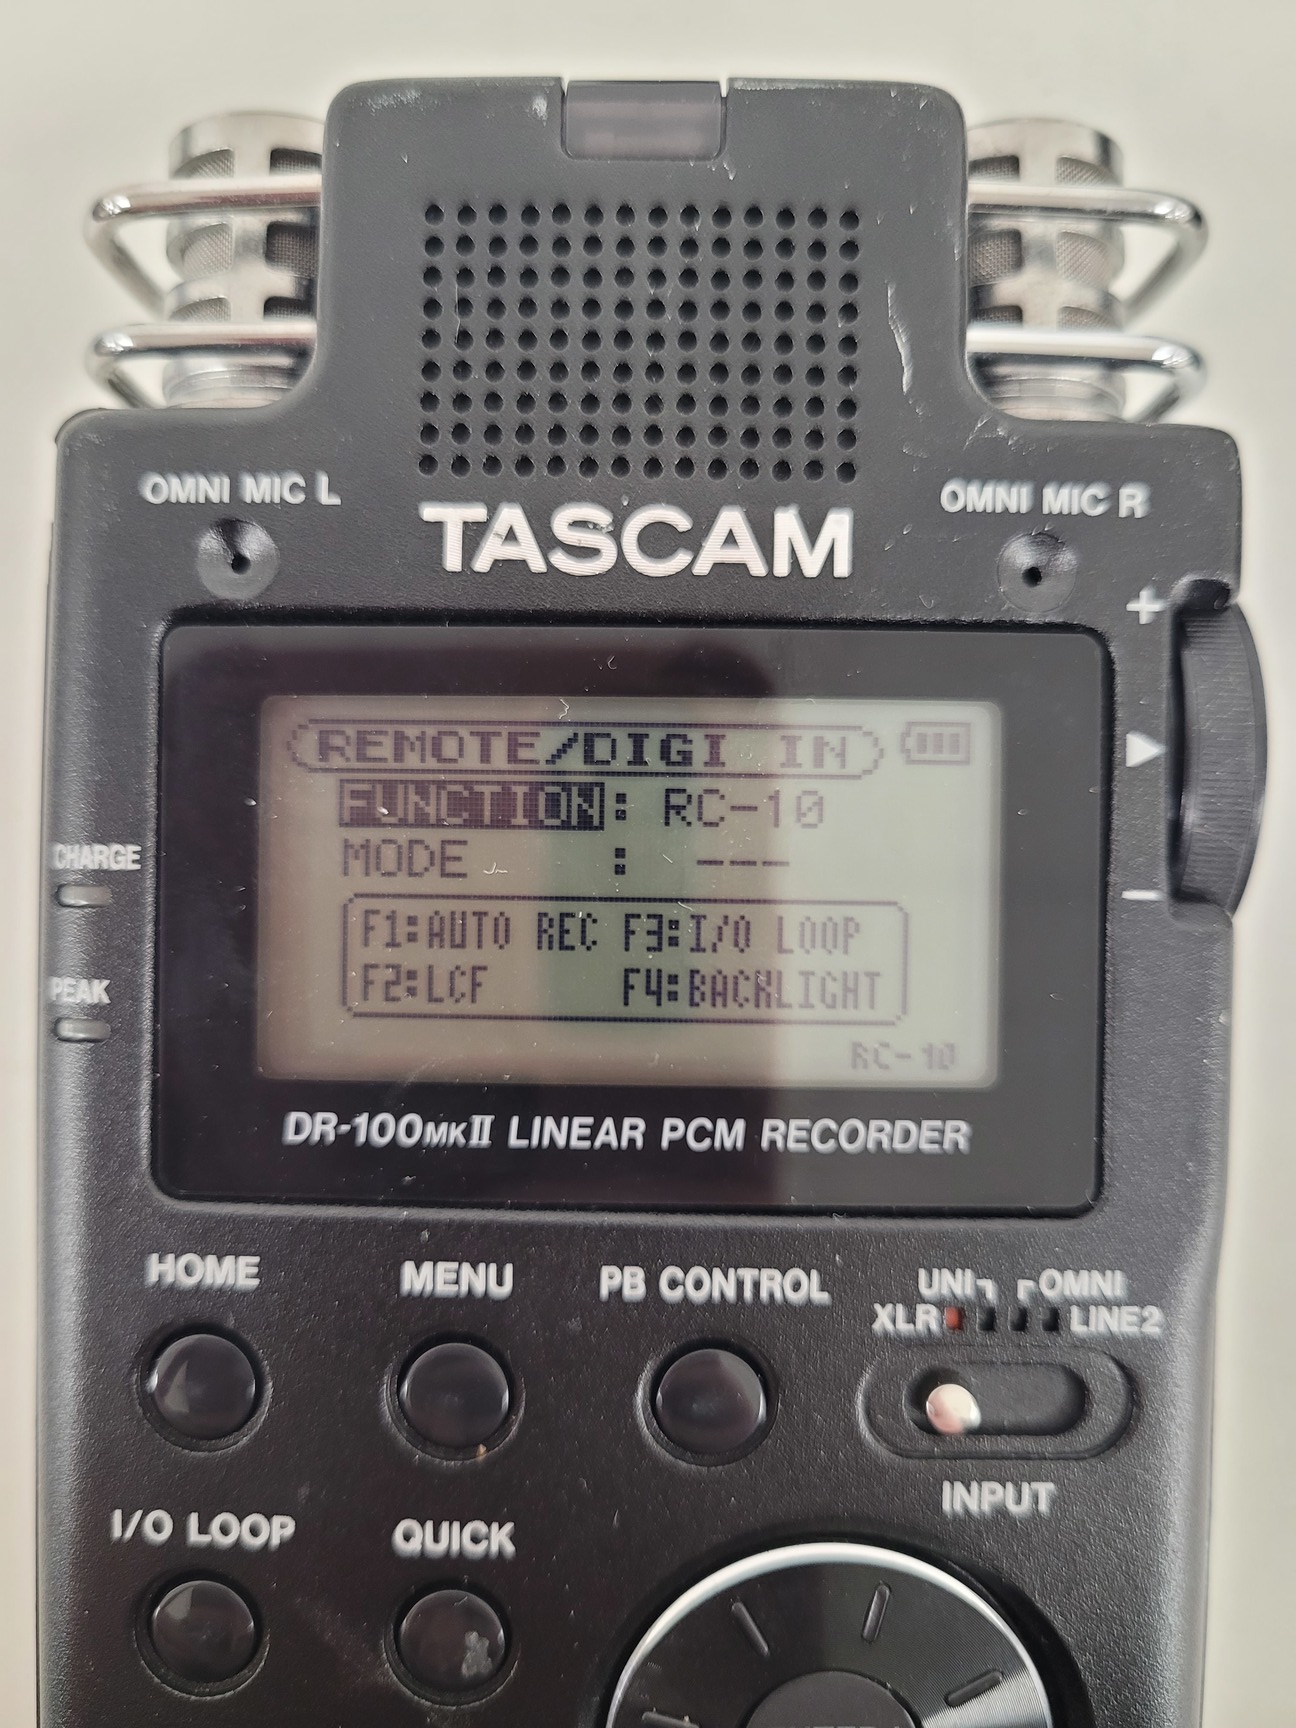 OMNI MIC L
OMNI MIC R
TASCAM
+
−
REMOTE/DIGI IN
FUNCTION: RC-10
MODE : ---
F1:AUTO REC F3:I/O LOOP
F2:LCF F4:BACKLIGHT
RC-10
CHARGE
PEAK
DR-100MKII LINEAR PCM RECORDER
HOME
MENU
PB CONTROL
UNI OMNI
XLR LINE2
INPUT
I/O LOOP
QUICK